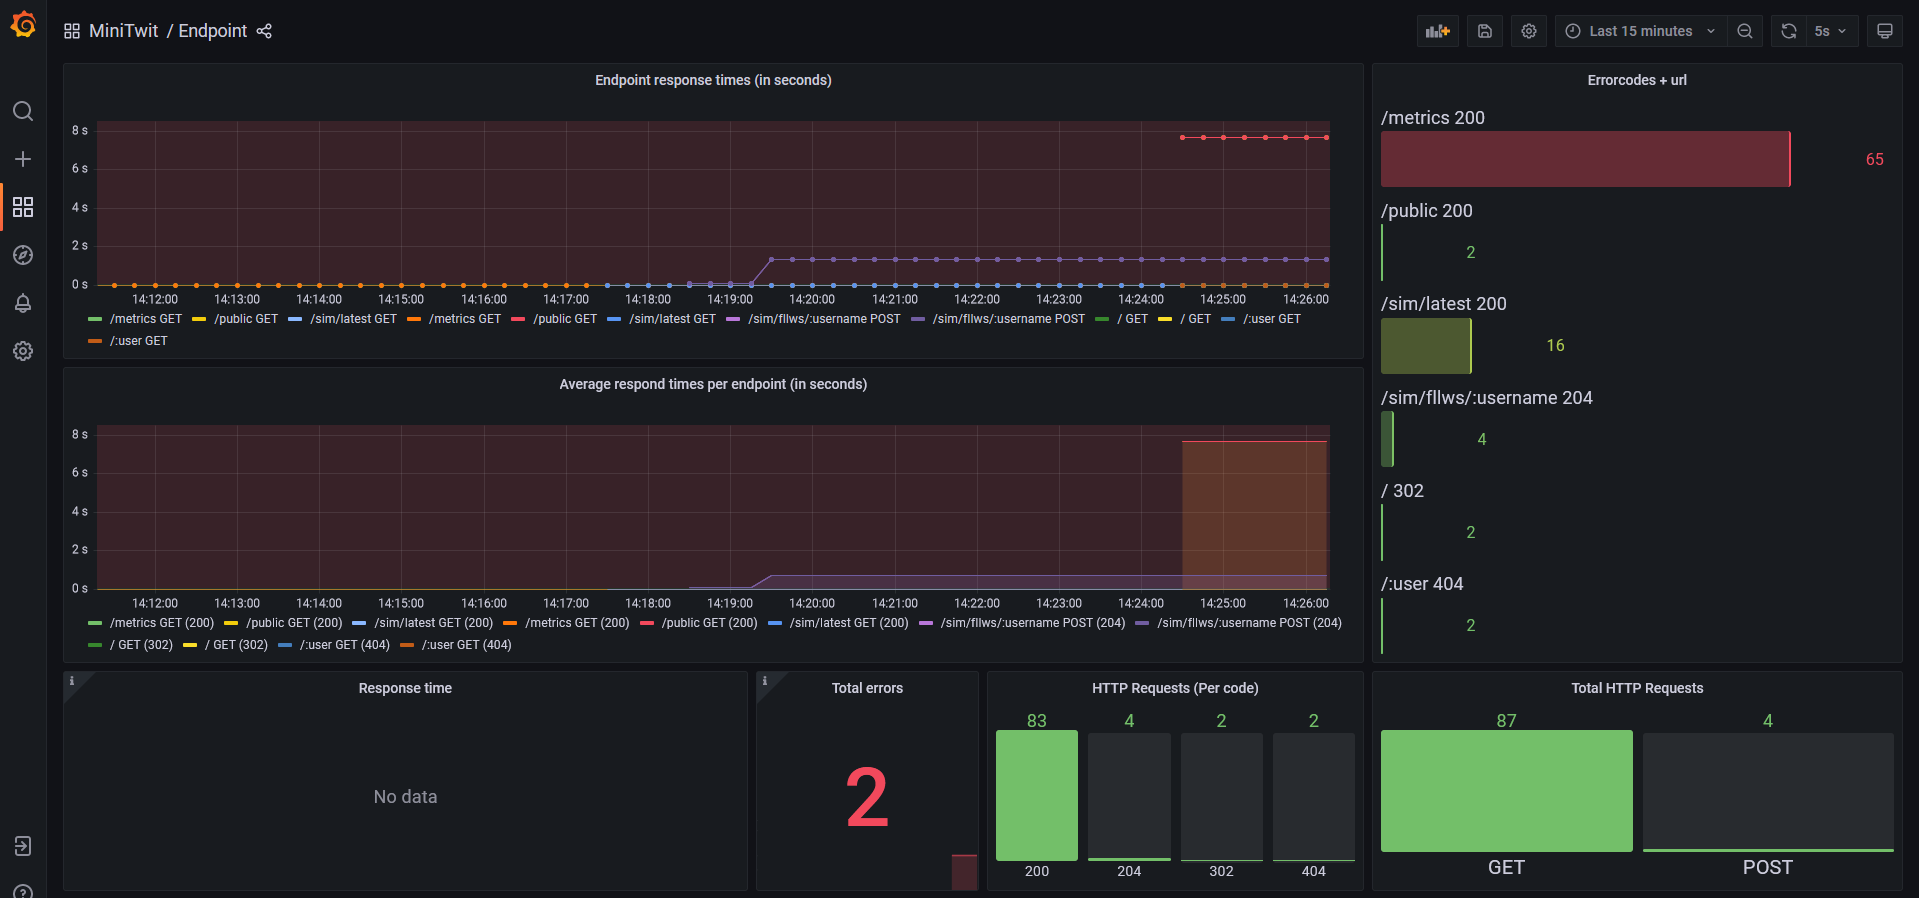 MiniTwit / Endpoint
Last 15 minutes
5s
Endpoint response times (in seconds)
8 s
6 s
4 s
2 s
0 s
14:12:00 14:13:00 14:14:00 14:15:00 14:16:00 14:17:00 14:18:00 14:19:00 14:20:00 14:21:00 14:22:00 14:23:00 14:24:00 14:25:00 14:26:00
/metrics GET /public GET /sim/latest GET /metrics GET /public GET /sim/latest GET /sim/fllws/:username POST /sim/fllws/:username POST / GET / GET /:user GET
/:user GET
Average respond times per endpoint (in seconds)
8 s
6 s
4 s
2 s
0 s
14:12:00 14:13:00 14:14:00 14:15:00 14:16:00 14:17:00 14:18:00 14:19:00 14:20:00 14:21:00 14:22:00 14:23:00 14:24:00 14:25:00 14:26:00
/metrics GET (200) /public GET (200) /sim/latest GET (200) /metrics GET (200) /public GET (200) /sim/latest GET (200) /sim/fllws/:username POST (204) /sim/fllws/:username POST (204)
/ GET (302) / GET (302) /:user GET (404) /:user GET (404)
Errorcodes + url
/metrics 200
65
/public 200
2
/sim/latest 200
16
/sim/fllws/:username 204
4
/ 302
2
/:user 404
2
i
Response time
No data
i
Total errors
2
HTTP Requests (Per code)
83 4 2 2
200 204 302 404
Total HTTP Requests
87 4
GET POST